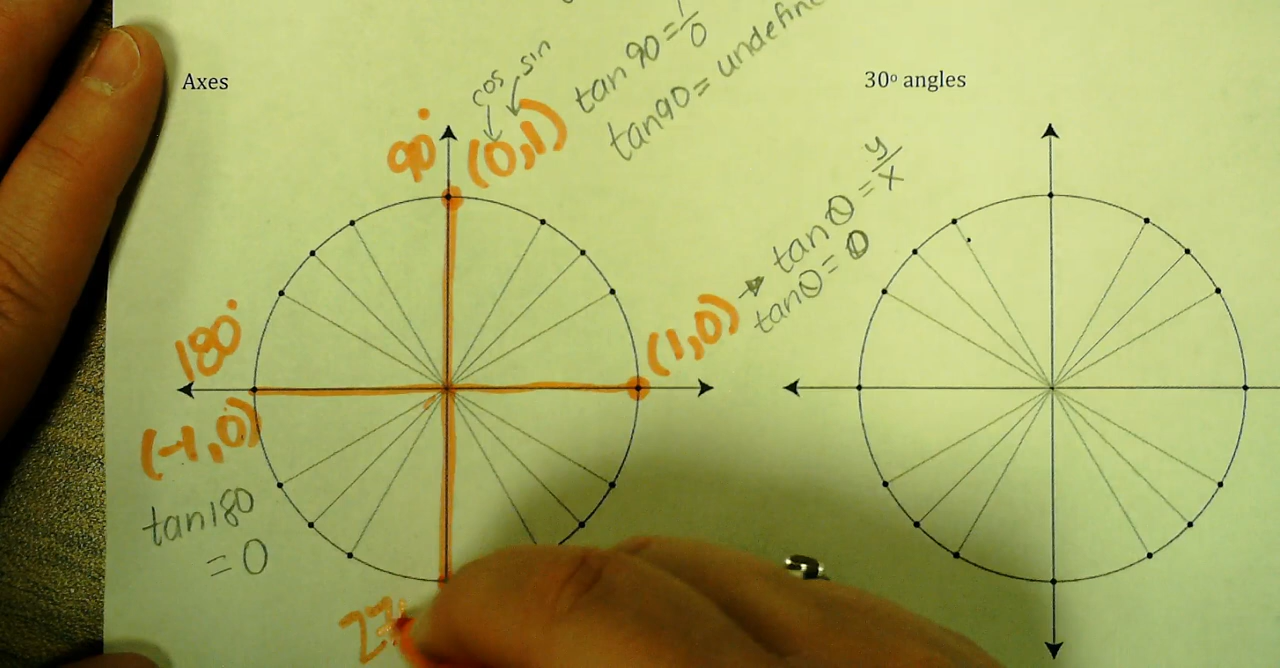 Axes
30° angles
cos
sin
90°
(0,1)
tan 90 = 1/0
tan90 = undefine
(1,0)
tanθ = y/x
tanθ = 0
180°
(-1,0)
tan180
= 0
27